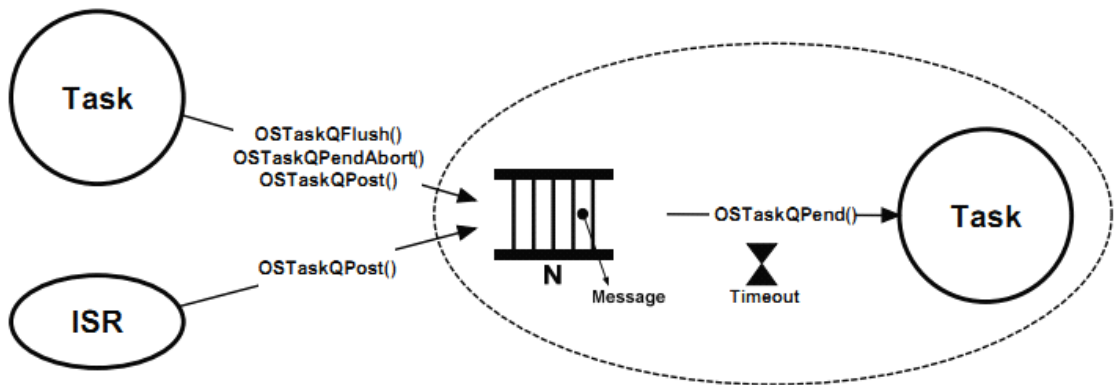 Task
OSTaskQFlush()
OSTaskQPendAbort()
OSTaskQPost()
OSTaskQPost()
ISR
N
Message
OSTaskQPend()
Timeout
Task